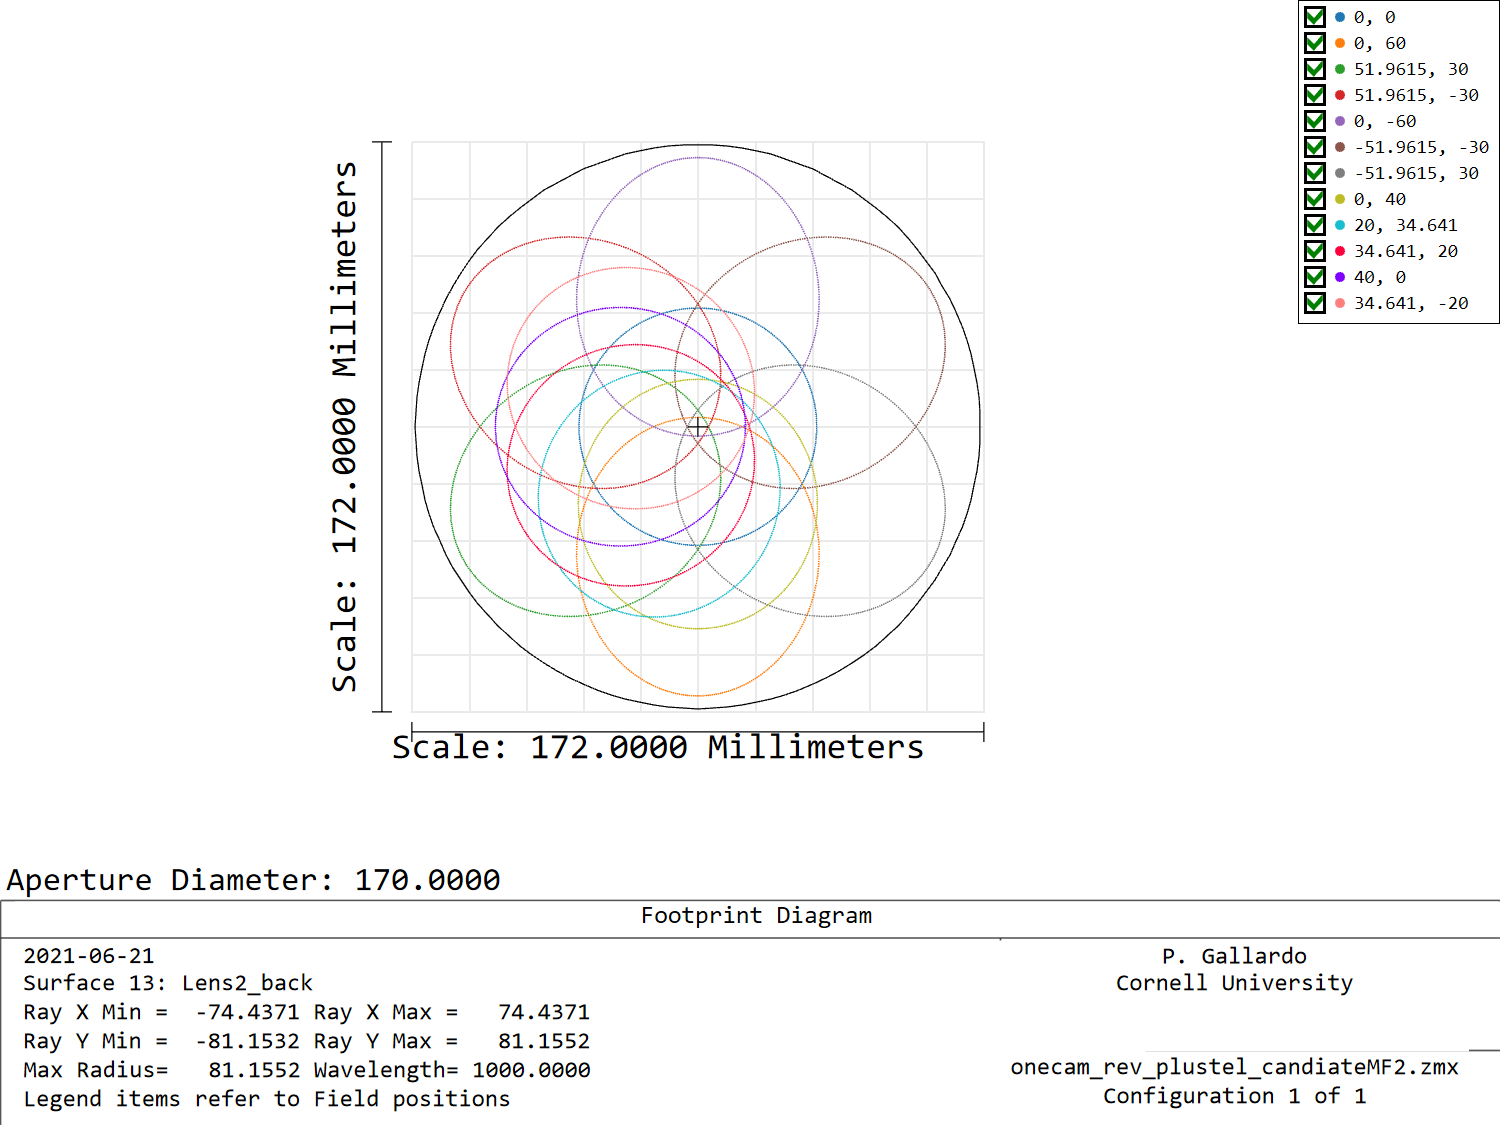 0, 0
0, 60
51.9615, 30
51.9615, -30
0, -60
-51.9615, -30
-51.9615, 30
0, 40
20, 34.641
34.641, 20
40, 0
34.641, -20
Scale: 172.0000 Millimeters
Scale: 172.0000 Millimeters
Aperture Diameter: 170.0000
Footprint Diagram
2021-06-21
Surface 13: Lens2_back
Ray X Min = -74.4371 Ray X Max = 74.4371
Ray Y Min = -81.1532 Ray Y Max = 81.1552
Max Radius= 81.1552 Wavelength= 1000.0000
Legend items refer to Field positions
P. Gallardo
Cornell University
onecam_rev_plustel_candiateMF2.zmx
Configuration 1 of 1